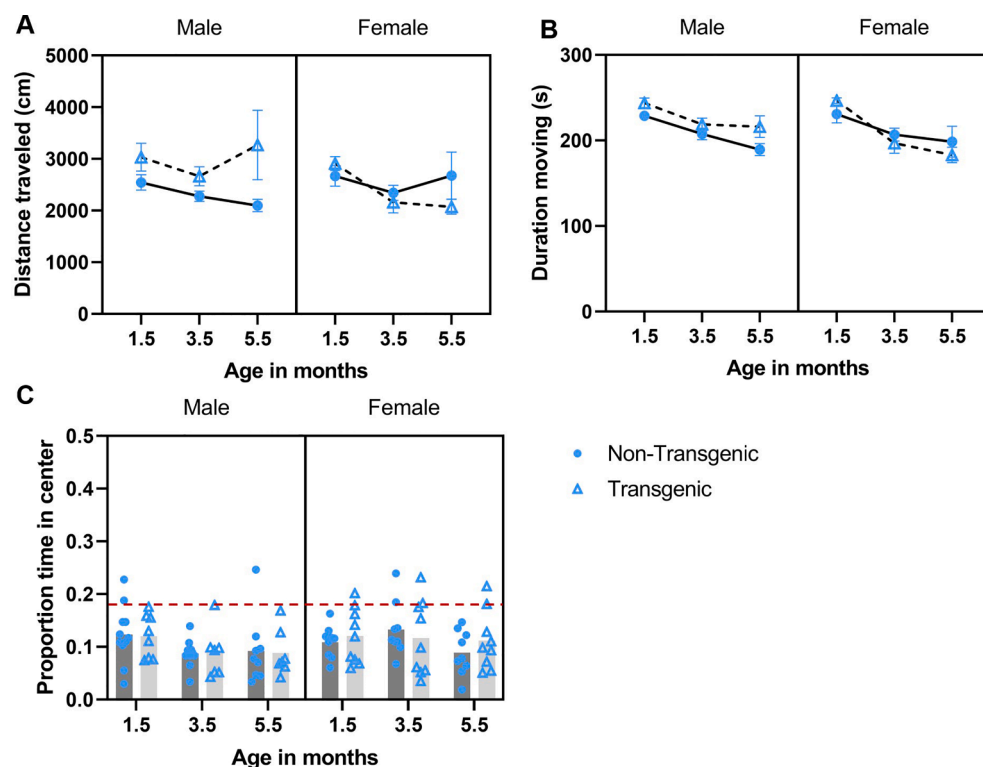 A
Male
Female
Distance traveled (cm)
5000
4000
3000
2000
1000
0
1.5
3.5
5.5
1.5
3.5
5.5
Age in months
B
Male
Female
Duration moving (s)
300
200
100
0
1.5
3.5
5.5
1.5
3.5
5.5
Age in months
C
Male
Female
Proportion time in center
0.5
0.4
0.3
0.2
0.1
0.0
1.5
3.5
5.5
1.5
3.5
5.5
Age in months
Non-Transgenic
Transgenic